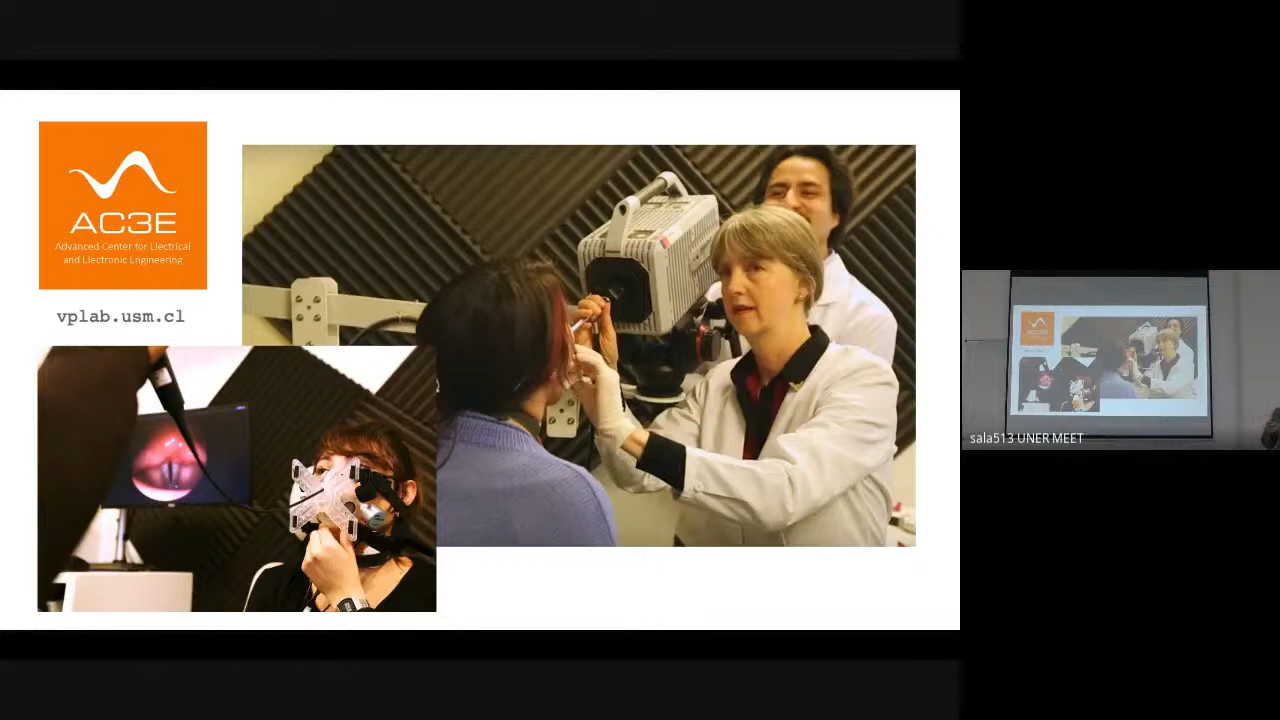 AC3E
Advanced Center for Electrical
and Electronic Engineering
vplab.usm.cl
sala513 UNER MEET